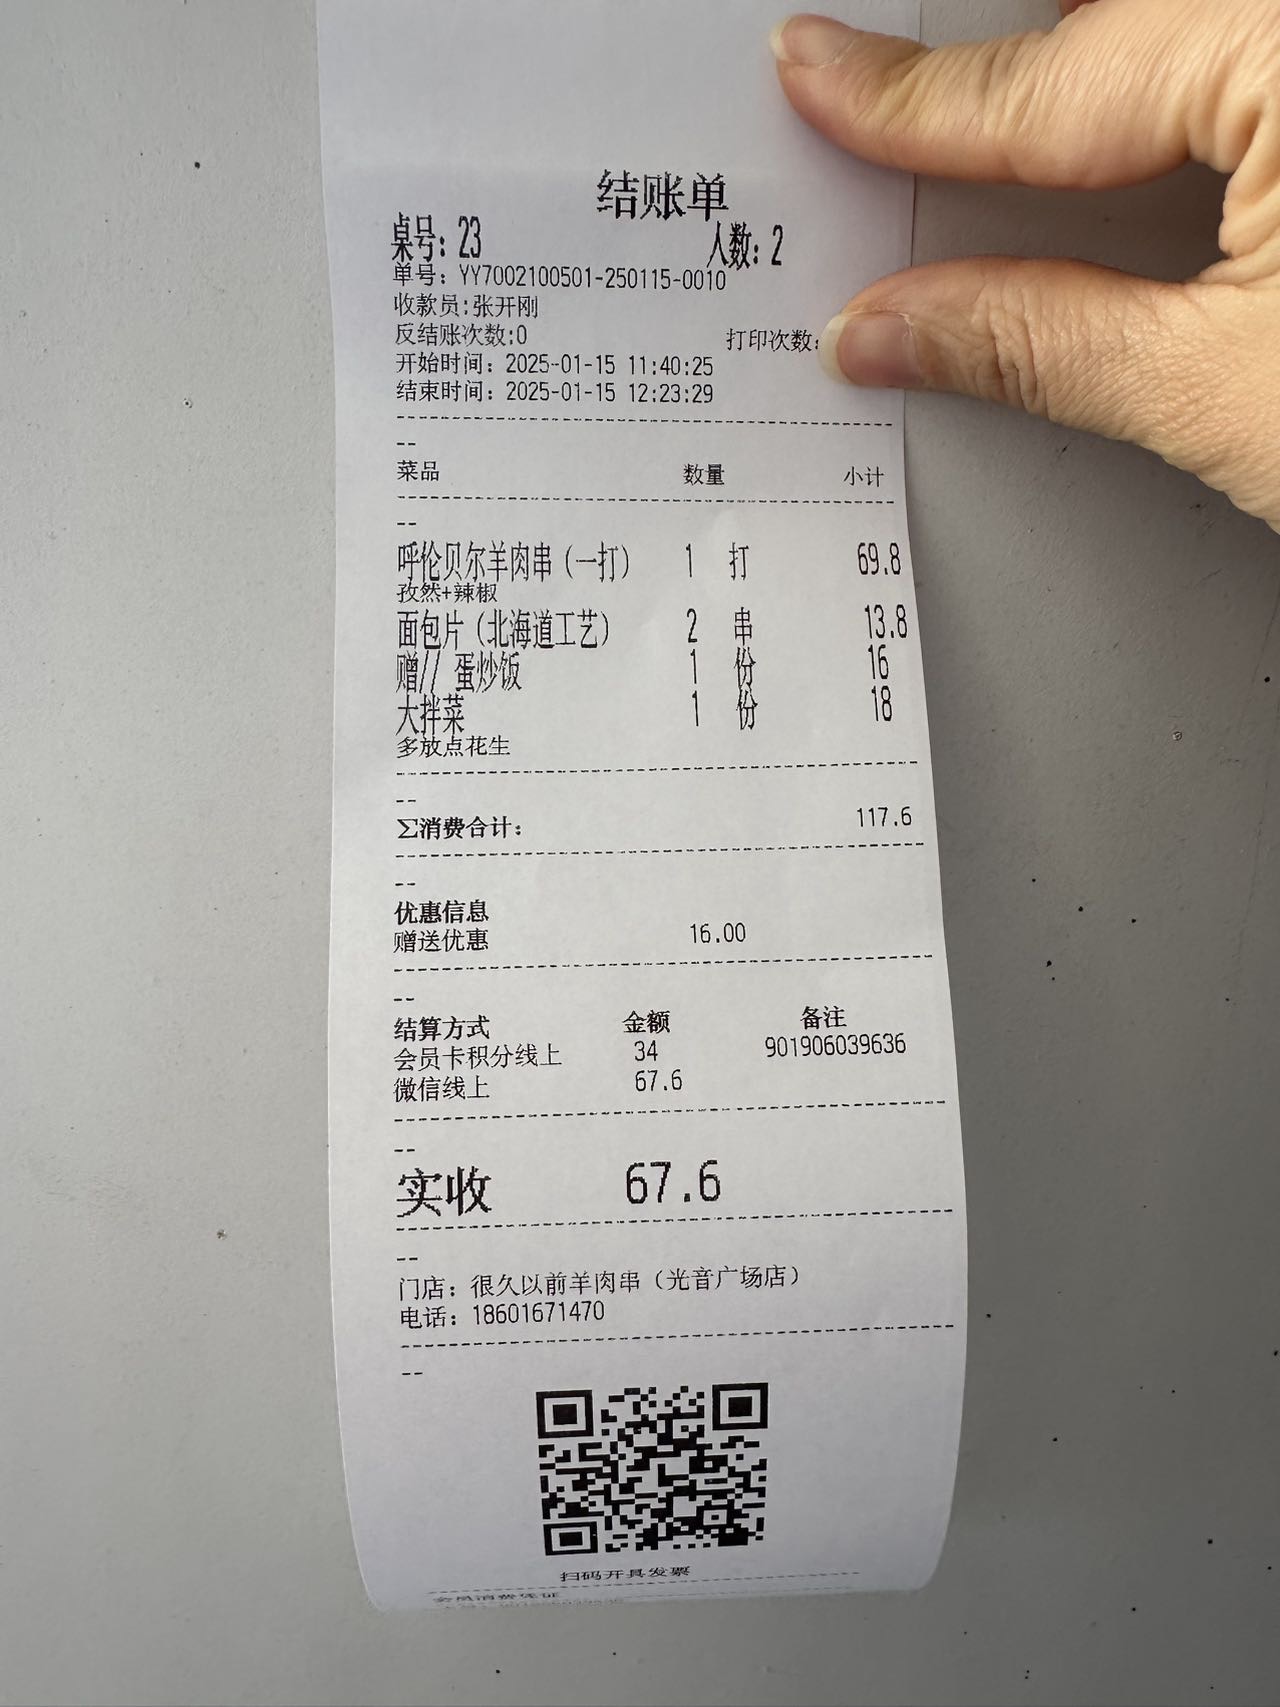 结账单
桌号: 23 人数: 2
单号: YY7002100501-250115-0010
收款员:张开刚
反结账次数:0 打印次数:
开始时间: 2025-01-15 11:40:25
结束时间: 2025-01-15 12:23:29
--
菜品 数量 小计
--
呼伦贝尔羊肉串（一打） 1 打 69.8
孜然+辣椒
面包片（北海道工艺） 2 串 13.8
赠// 蛋炒饭 1 份 16
大拌菜 1 份 18
多放点花生
--
∑消费合计: 117.6
--
优惠信息
赠送优惠 16.00
--
结算方式 金额 备注
会员卡积分线上 34 901906039636
微信线上 67.6
--
实收 67.6
--
门店: 很久以前羊肉串（光音广场店）
电话: 18601671470
--
扫码开具发票
会员消费凭证